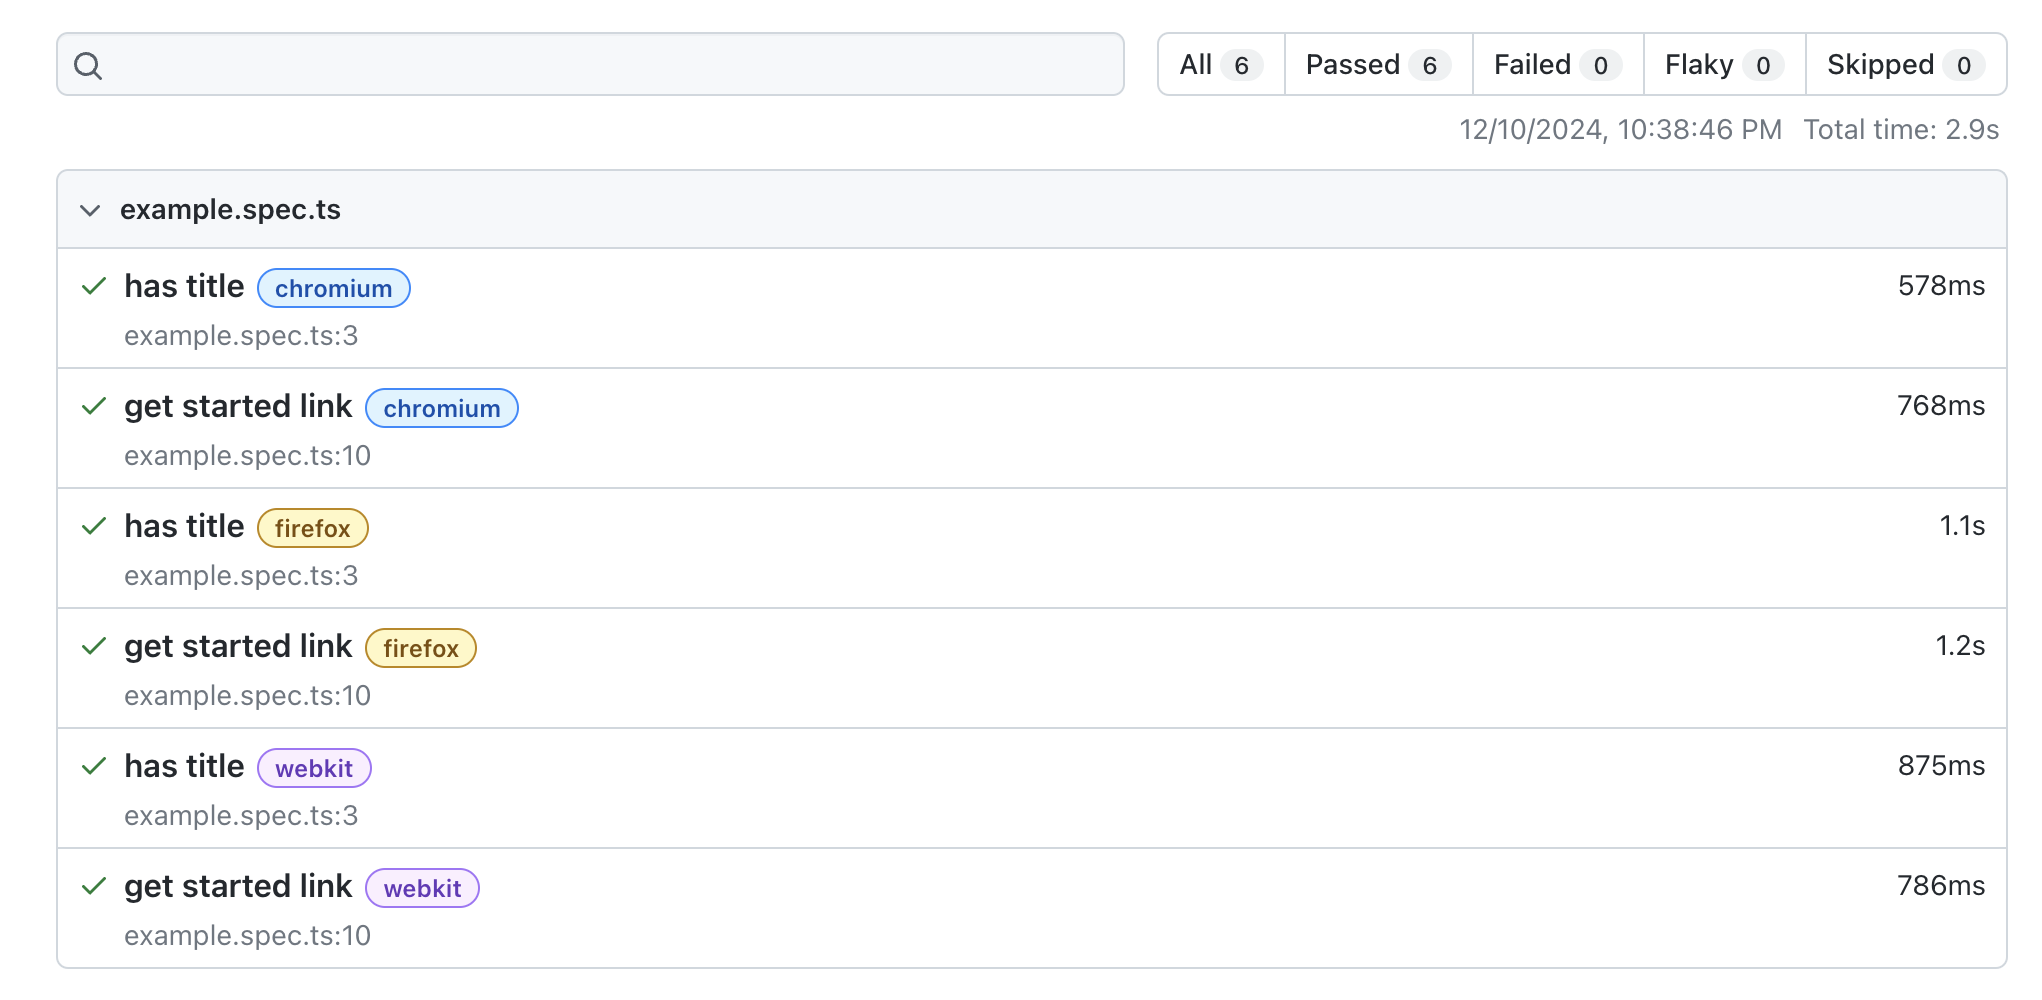 All 6 Passed 6 Failed 0 Flaky 0 Skipped 0
12/10/2024, 10:38:46 PM Total time: 2.9s
example.spec.ts
has title chromium 578ms
example.spec.ts:3
get started link chromium 768ms
example.spec.ts:10
has title firefox 1.1s
example.spec.ts:3
get started link firefox 1.2s
example.spec.ts:10
has title webkit 875ms
example.spec.ts:3
get started link webkit 786ms
example.spec.ts:10